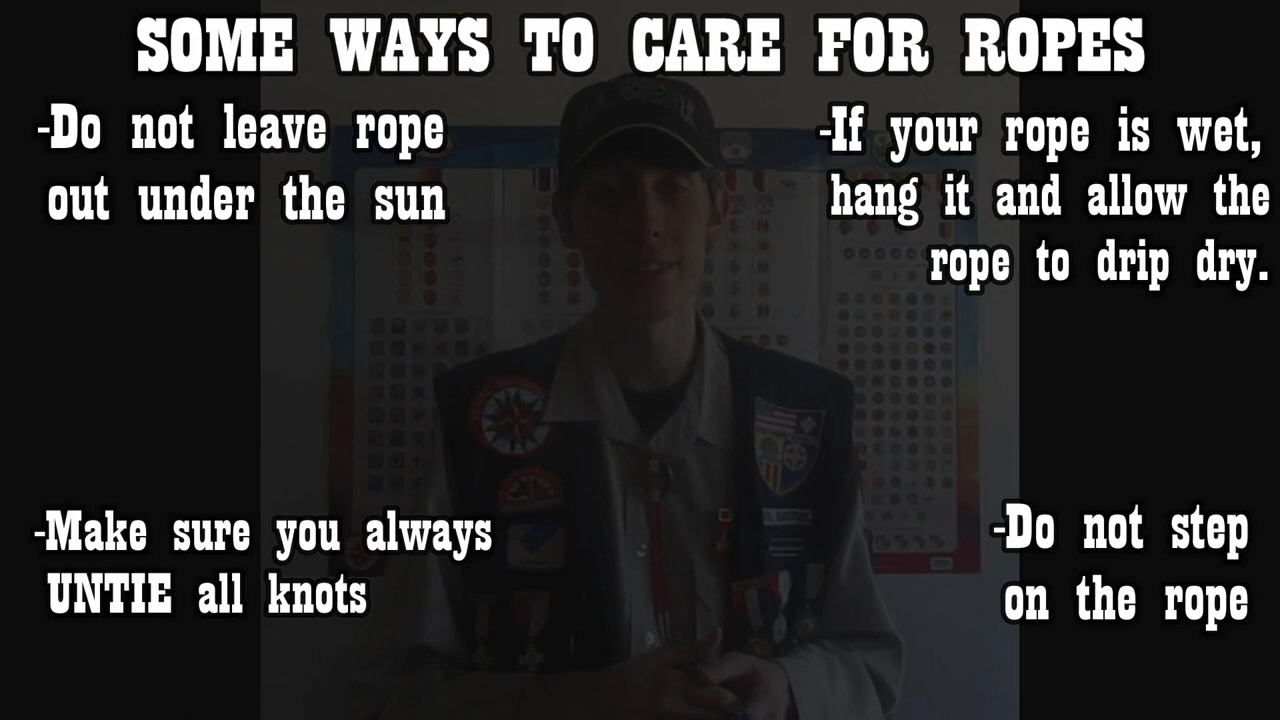 SOME WAYS TO CARE FOR ROPES
-Do not leave rope
out under the sun
-If your rope is wet,
hang it and allow the
rope to drip dry.
-Make sure you always
UNTIE all knots
-Do not step
on the rope